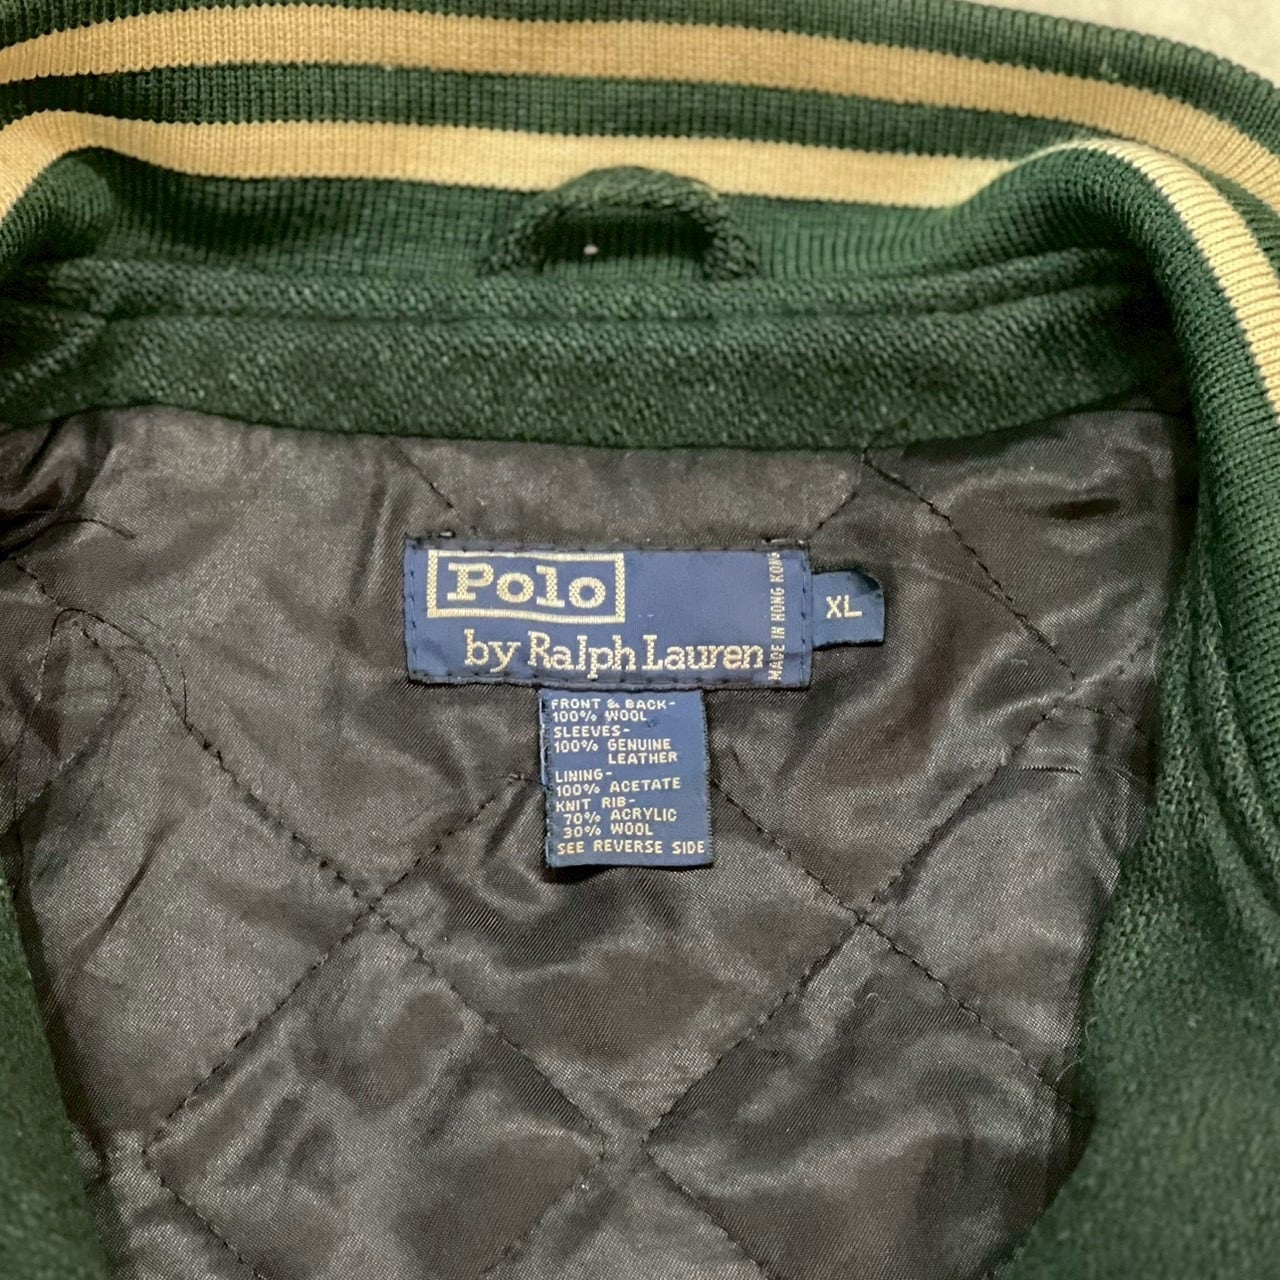 Polo
by Ralph Lauren
MADE IN HONG KONG
XL
FRONT & BACK-
100% WOOL
SLEEVES-
100% GENUINE
LEATHER
LINING-
100% ACETATE
KNIT RIB-
70% ACRYLIC
30% WOOL
SEE REVERSE SIDE